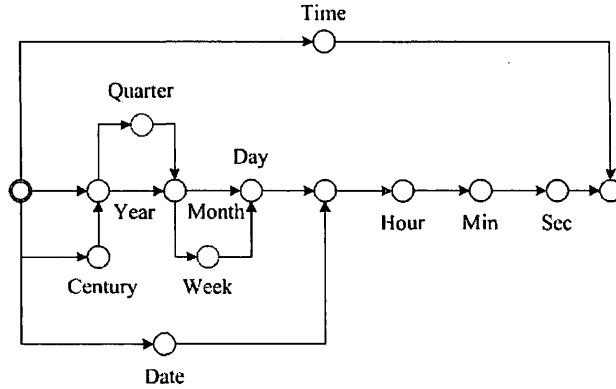 Time
Quarter
Day
Year
Month
Hour
Min
Sec
Century
Week
Date